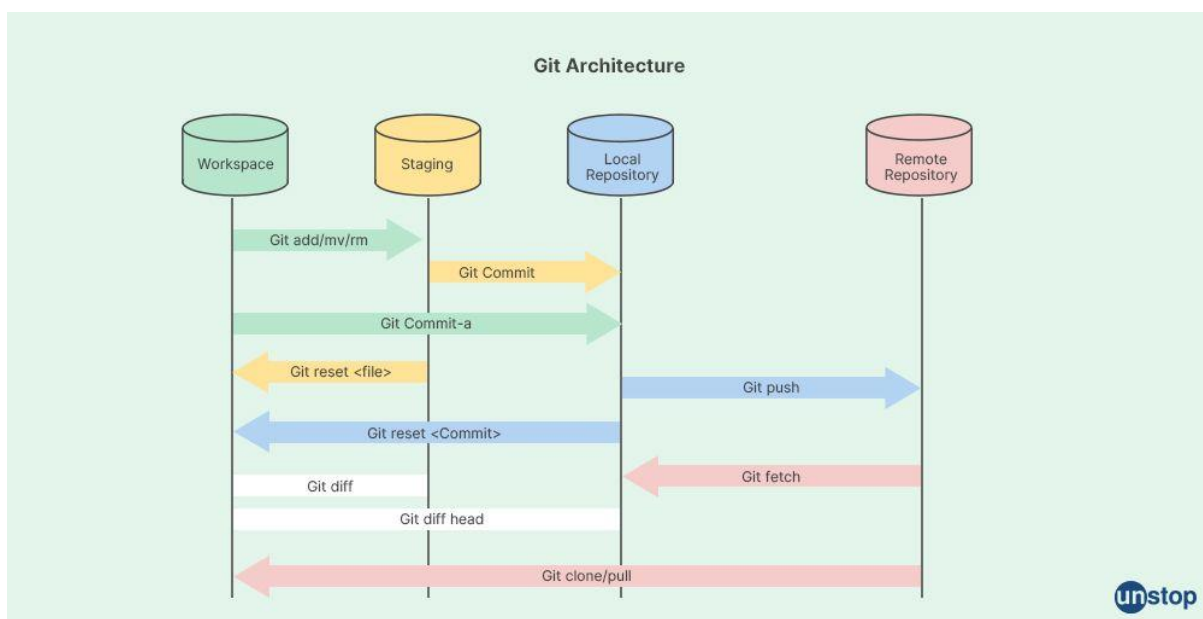 Git Architecture
Workspace
Staging
Local
Repository
Remote
Repository
Git add/mv/rm
Git Commit
Git Commit-a
Git reset <file>
Git push
Git reset <Commit>
Git fetch
Git diff
Git diff head
Git clone/pull
unstop